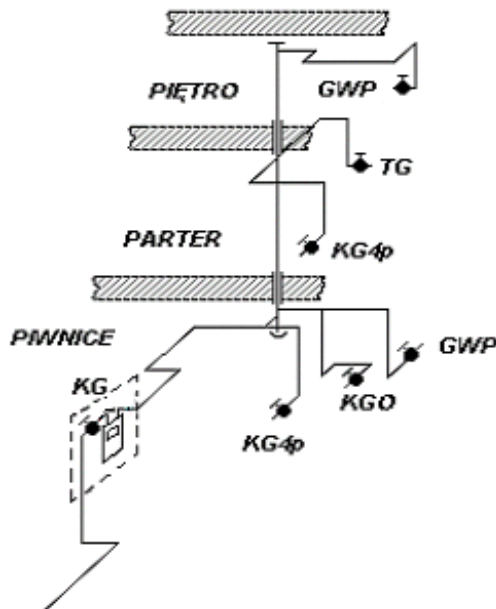 PIĘTRO
GWP
TG
PARTER
KG4p
PIWNICE
GWP
KG
KGO
KG4p